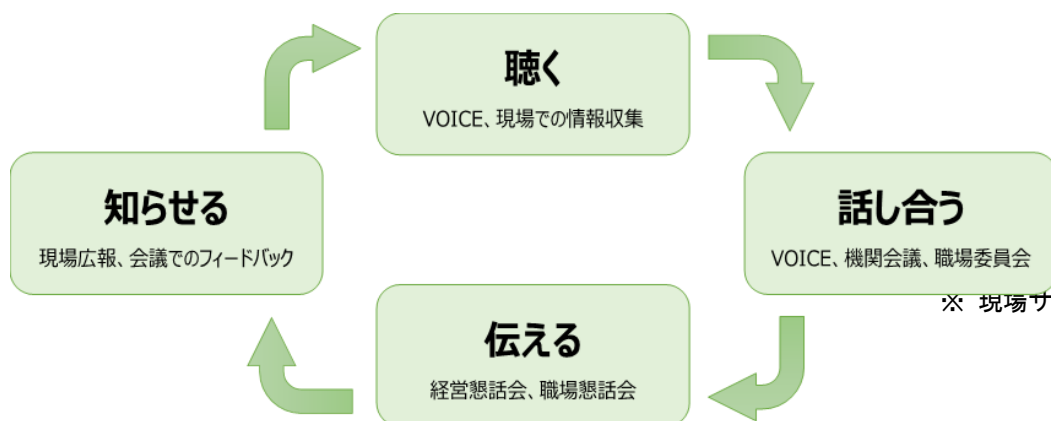 聴く
VOICE、現場での情報収集
話し合う
VOICE、機関会議、職場委員会
※ 現場サ
伝える
経営懇話会、職場懇話会
知らせる
現場広報、会議でのフィードバック